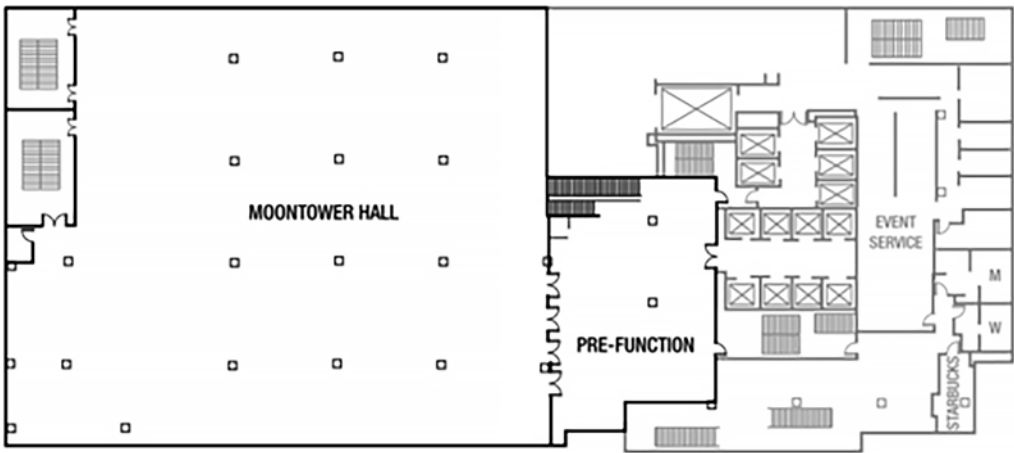 MOONTOWER HALL
EVENT
SERVICE
M
PRE-FUNCTION
W
STARBUCKS